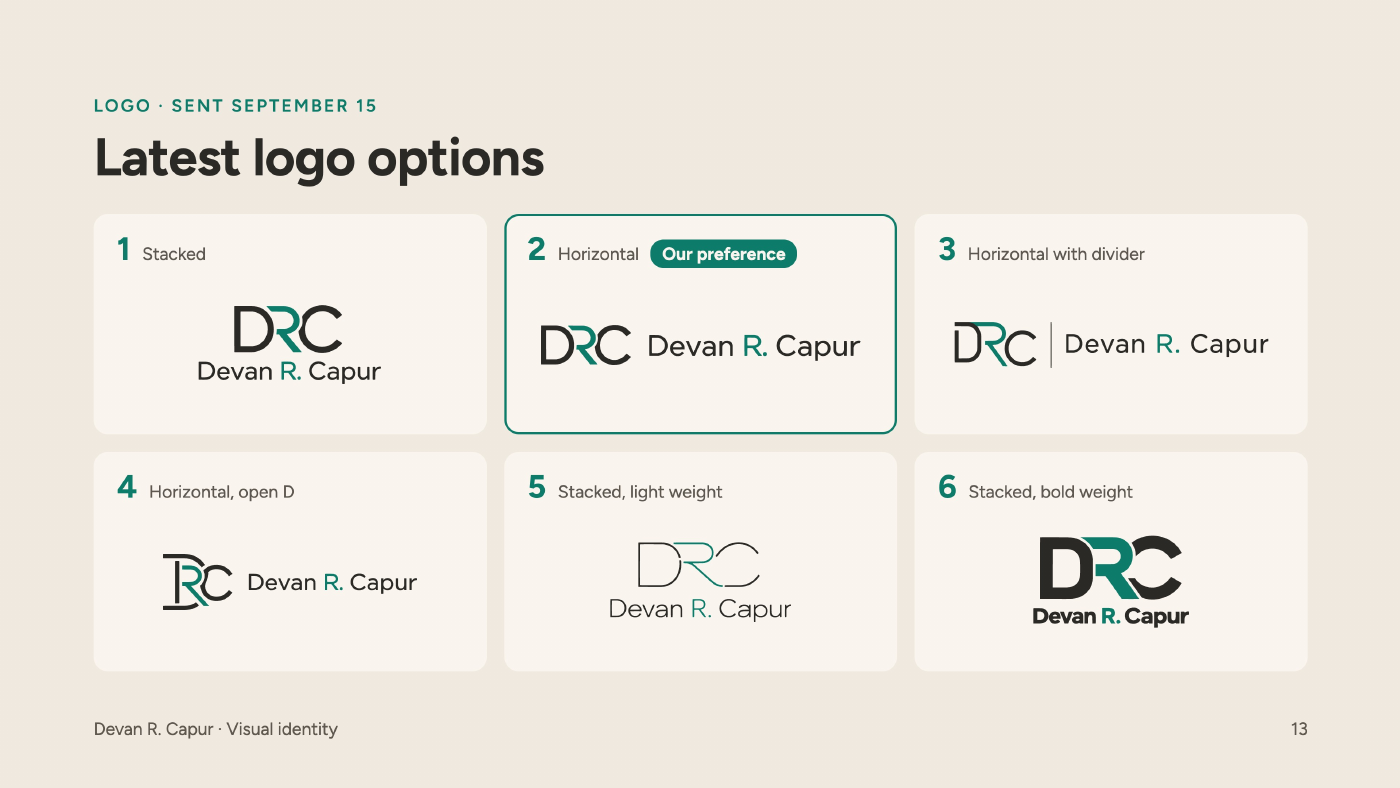 LOGO · SENT SEPTEMBER 15
Latest logo options
1 Stacked
DRC
Devan R. Capur
2 Horizontal Our preference
DRC Devan R. Capur
3 Horizontal with divider
DRC Devan R. Capur
4 Horizontal, open D
DRC Devan R. Capur
5 Stacked, light weight
DRC
Devan R. Capur
6 Stacked, bold weight
DRC
Devan R. Capur
Devan R. Capur · Visual identity
13